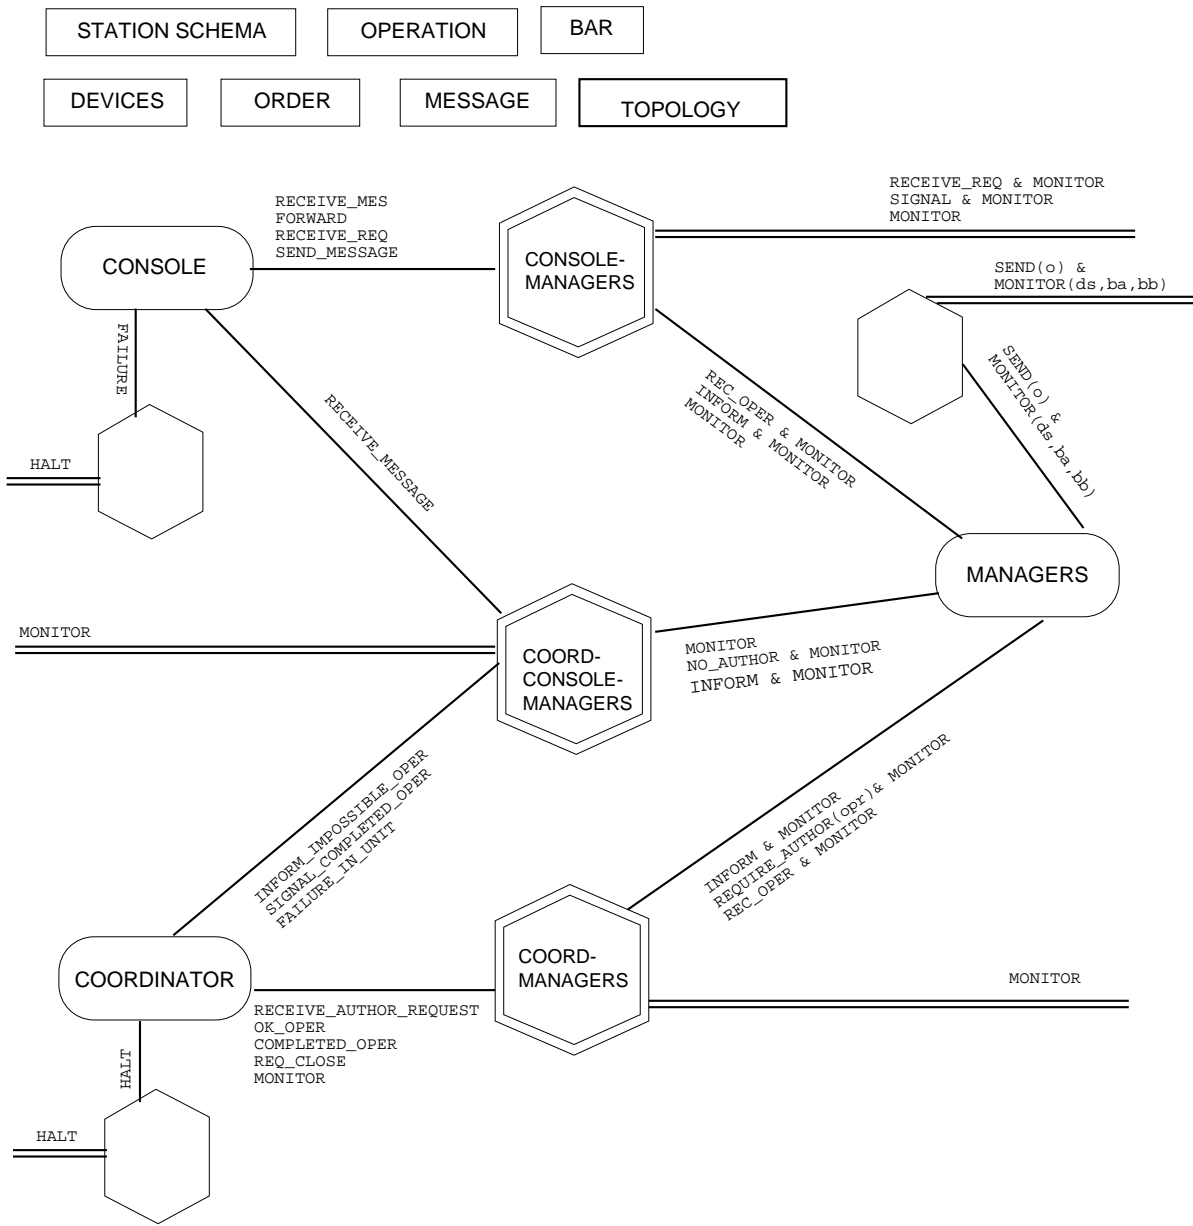 STATION SCHEMA
OPERATION
BAR
DEVICES
ORDER
MESSAGE
TOPOLOGY
RECEIVE_MES
FORWARD
RECEIVE_REQ
SEND_MESSAGE
RECEIVE_REQ & MONITOR
SIGNAL & MONITOR
MONITOR
CONSOLE
CONSOLE-
MANAGERS
SEND(o) &
MONITOR(ds,ba,bb)
FAILURE
RECEIVE_MESSAGE
REC_OPER & MONITOR
INFORM & MONITOR
MONITOR
SEND(o) &
MONITOR(ds,ba,bb)
HALT
MANAGERS
MONITOR
COORD-
CONSOLE-
MANAGERS
MONITOR
NO_AUTHOR & MONITOR
INFORM & MONITOR
INFORM_IMPOSSIBLE_OPER
SIGNAL_COMPLETED_OPER
FAILURE_IN_UNIT
INFORM & MONITOR
REQUIRE_AUTHOR(opr)& MONITOR
REC_OPER & MONITOR
COORDINATOR
COORD-
MANAGERS
MONITOR
RECEIVE_AUTHOR_REQUEST
OK_OPER
COMPLETED_OPER
REQ_CLOSE
MONITOR
HALT
HALT